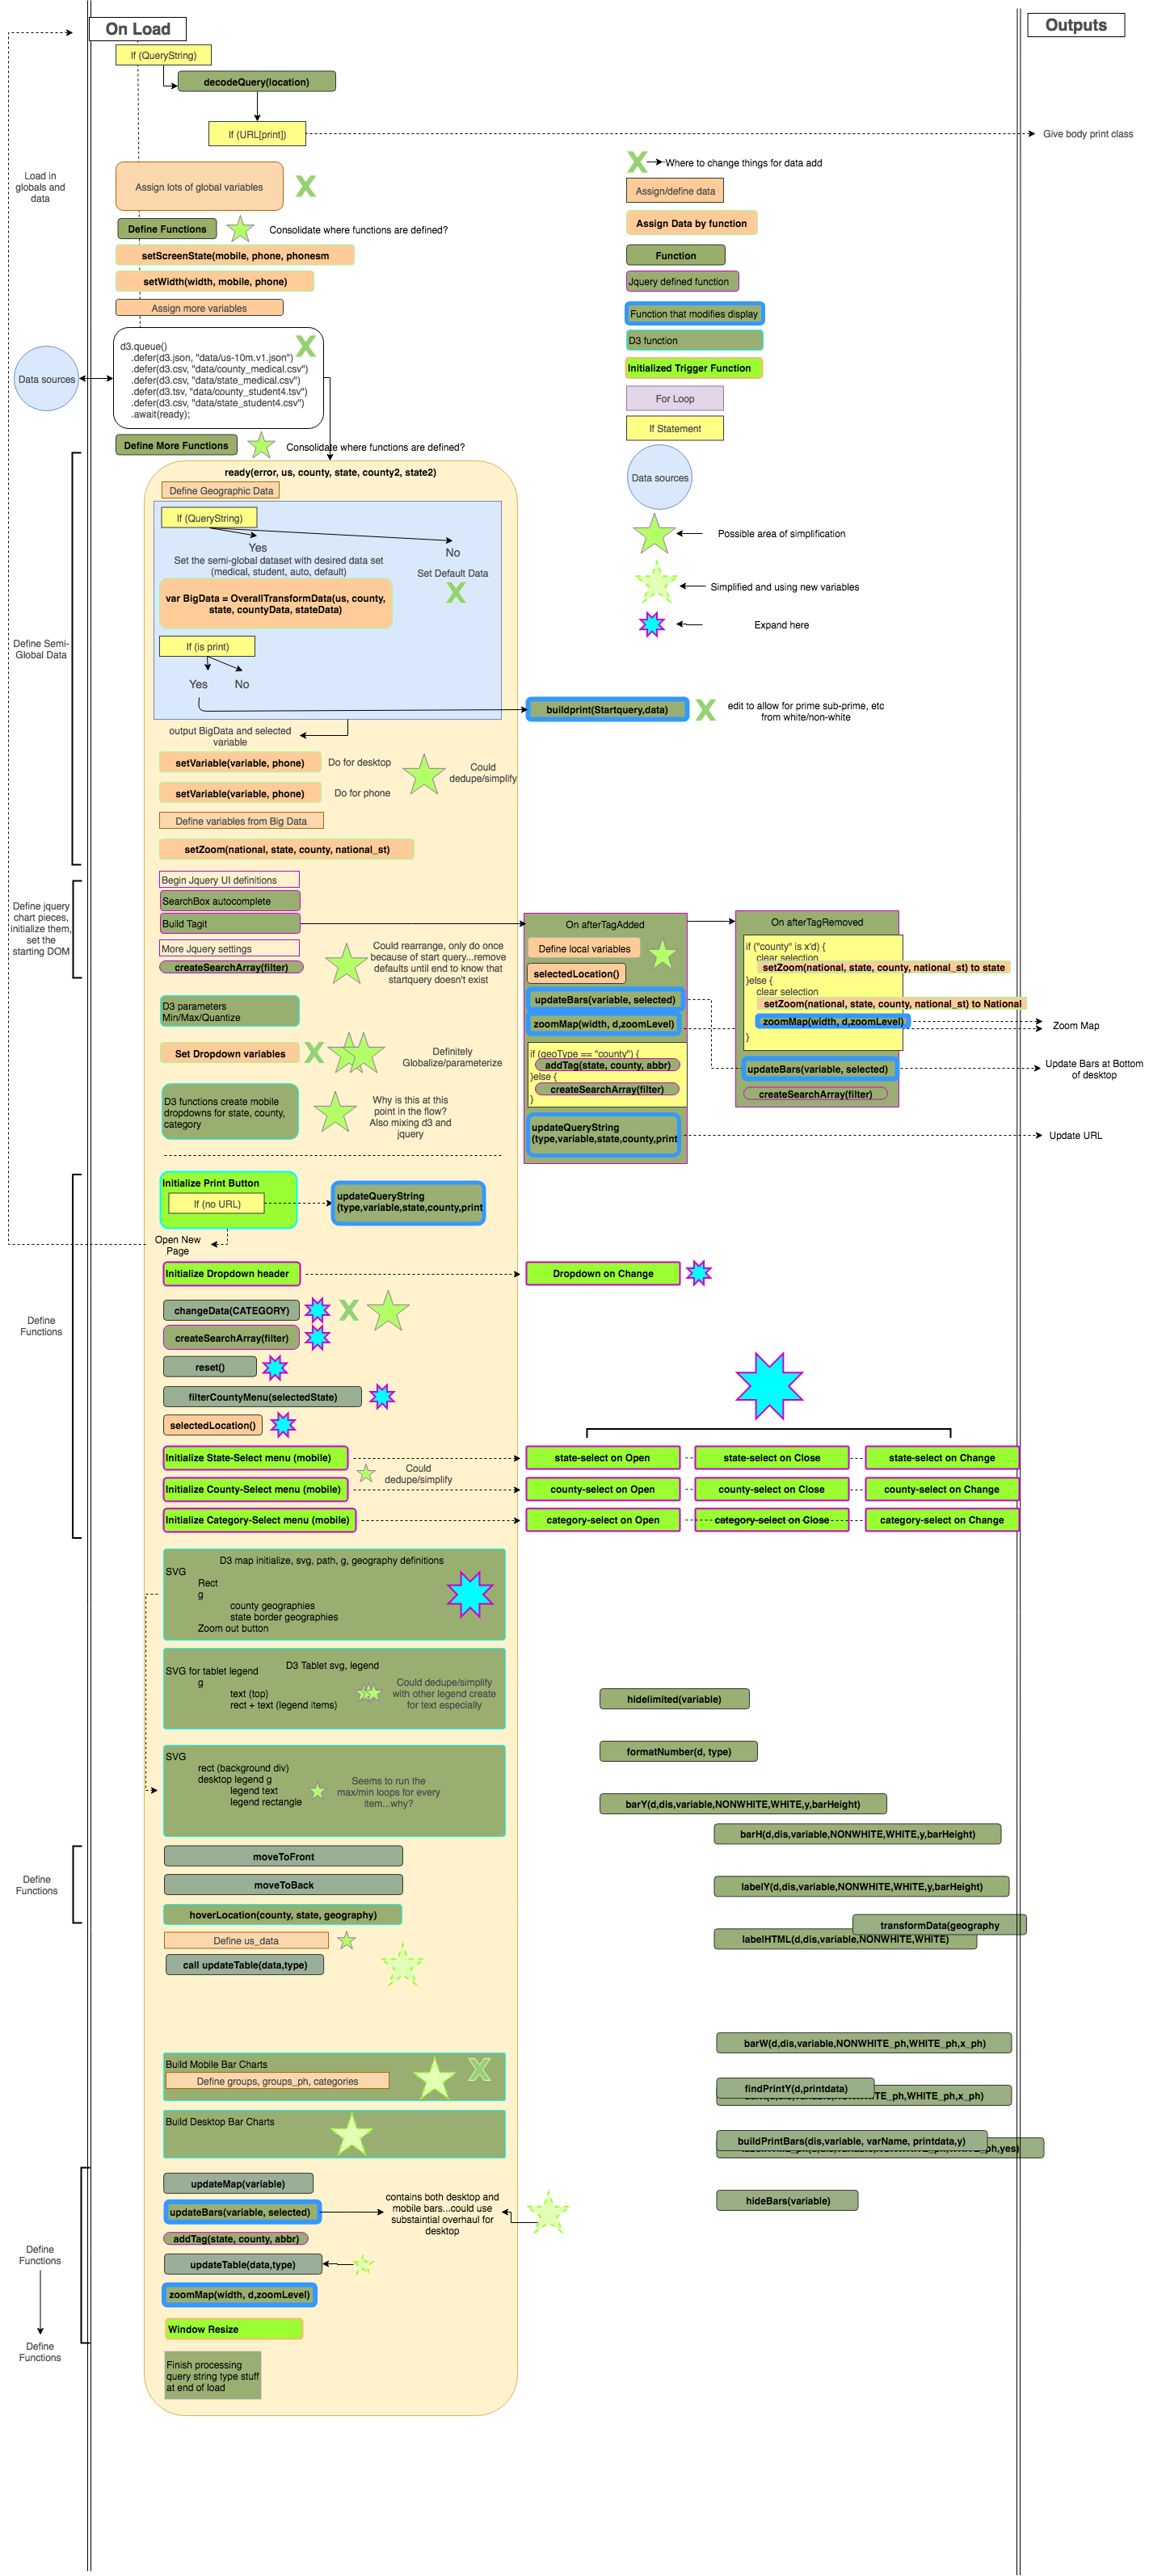 On Load
Outputs
If (QueryString)
decodeQuery(location)
If (URL[print])
Give body print class
Load in
globals and
data
Assign lots of global variables
X
Define Functions
Consolidate where functions are defined?
setScreenState(mobile, phone, phonesm
setWidth(width, mobile, phone)
Assign more variables
X
Where to change things for data add
Assign/define data
Assign Data by function
Function
Jquery defined function
Function that modifies display
D3 function
Initialized Trigger Function
For Loop
If Statement
Data sources
Possible area of simplification
Simplified and using new variables
Expand here
Data sources
d3.queue()
.defer(d3.json, "data/us-10m.v1.json")
.defer(d3.csv, "data/county_medical.csv")
.defer(d3.csv, "data/state_medical.csv")
.defer(d3.tsv, "data/county_student4.tsv")
.defer(d3.csv, "data/state_student4.csv")
.await(ready);
X
Define More Functions
Consolidate where functions are defined?
ready(error, us, county, state, county2, state2)
Define Geographic Data
If (QueryString)
Yes
No
Set the semi-global dataset with desired data set
(medical, student, auto, default)
Set Default Data
X
var BigData = OverallTransformData(us, county,
state, countyData, stateData)
If (is print)
Yes
No
Define Semi-
Global Data
buildprint(Startquery,data)
X
edit to allow for prime sub-prime, etc
from white/non-white
output BigData and selected
variable
setVariable(variable, phone)
Do for desktop
Could
dedupe/simplify
setVariable(variable, phone)
Do for phone
Define variables from Big Data
setZoom(national, state, county, national_st)
Define jquery
chart pieces,
initialize them,
set the
starting DOM
Begin Jquery UI definitions
SearchBox autocomplete
Build Tagit
More Jquery settings
createSearchArray(filter)
Could rearrange, only do once
because of start query...remove
defaults until end to know that
startquery doesn't exist
D3 parameters
Min/Max/Quantize
Set Dropdown variables
X
Definitely
Globalize/parameterize
D3 functions create mobile
dropdowns for state, county,
category
Why is this at this
point in the flow?
Also mixing d3 and
jquery
On afterTagAdded
Define local variables
selectedLocation()
updateBars(variable, selected)
zoomMap(width, d,zoomLevel)
if (geoType == "county") {
addTag(state, county, abbr)
}else {
createSearchArray(filter)
}
updateQueryString
(type,variable,state,county,print
On afterTagRemoved
if ("county" is x'd) {
clear selection
setZoom(national, state, county, national_st) to state
}else {
clear selection
setZoom(national, state, county, national_st) to National
zoomMap(width, d,zoomLevel)
}
updateBars(variable, selected)
createSearchArray(filter)
Zoom Map
Update Bars at Bottom
of desktop
Update URL
Initialize Print Button
If (no URL)
updateQueryString
(type,variable,state,county,print
Open New
Page
Initialize Dropdown header
Dropdown on Change
Define
Functions
changeData(CATEGORY)
X
createSearchArray(filter)
reset()
filterCountyMenu(selectedState)
selectedLocation()
Initialize State-Select menu (mobile)
Could
dedupe/simplify
Initialize County-Select menu (mobile)
Initialize Category-Select menu (mobile)
state-select on Open
state-select on Close
state-select on Change
county-select on Open
county-select on Close
county-select on Change
category-select on Open
category-select on Close
category-select on Change
D3 map initialize, svg, path, g, geography definitions
SVG
Rect
g
county geographies
state border geographies
Zoom out button
D3 Tablet svg, legend
SVG for tablet legend
g
text (top)
rect + text (legend items)
Could dedupe/simplify
with other legend create
for text especially
SVG
rect (background div)
desktop legend g
legend text
legend rectangle
Seems to run the
max/min loops for every
item...why?
hidelimited(variable)
formatNumber(d, type)
barY(d,dis,variable,NONWHITE,WHITE,y,barHeight)
barH(d,dis,variable,NONWHITE,WHITE,y,barHeight)
labelY(d,dis,variable,NONWHITE,WHITE,y,barHeight)
transformData(geography
labelHTML(d,dis,variable,NONWHITE,WHITE)
Define
Functions
moveToFront
moveToBack
hoverLocation(county, state, geography)
Define us_data
call updateTable(data,type)
barW(d,dis,variable,NONWHITE_ph,WHITE_ph,x_ph)
findPrintY(d,printdata)
TE_ph,WHITE_ph,x_ph)
buildPrintBars(dis,variable, varName, printdata,y)
ph,yes)
hideBars(variable)
Build Mobile Bar Charts
Define groups, groups_ph, categories
X
Build Desktop Bar Charts
updateMap(variable)
updateBars(variable, selected)
contains both desktop and
mobile bars...could use
substaintial overhaul for
desktop
addTag(state, county, abbr)
updateTable(data,type)
zoomMap(width, d,zoomLevel)
Window Resize
Define
Functions
Define
Functions
Finish processing
query string type stuff
at end of load